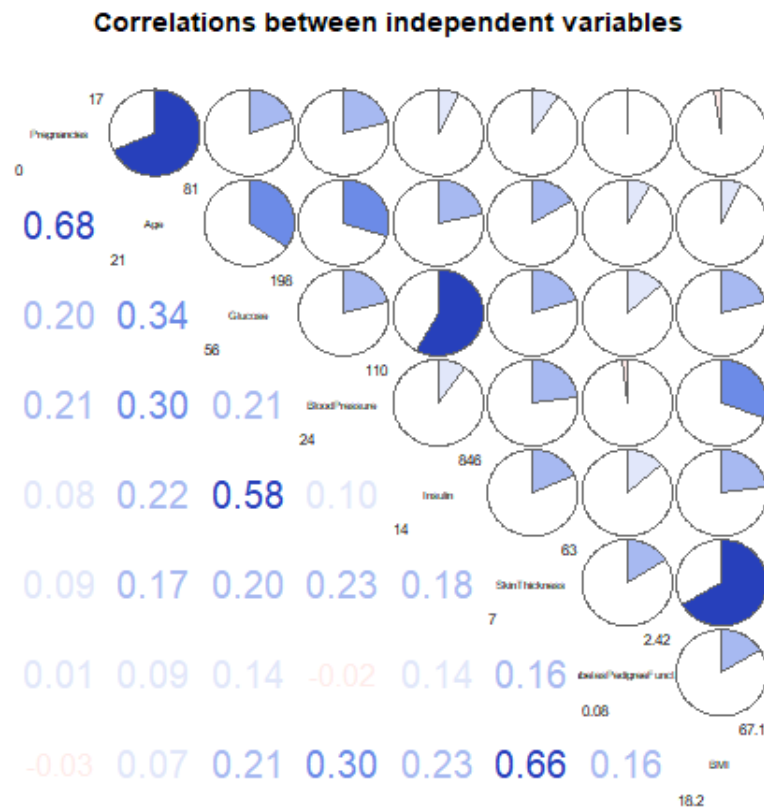 Correlations between independent variables
17
Pregnancies
0
81
0.68 Age
21
198
0.20 0.34 Glucose
56
110
0.21 0.30 0.21 BloodPressure
24
846
0.08 0.22 0.58 0.10 Insulin
14
63
0.09 0.17 0.20 0.23 0.18 SkinThickness
7
2.42
0.01 0.09 0.14 -0.02 0.14 0.16 betesPedigreeFunct
0.08
67.1
-0.03 0.07 0.21 0.30 0.23 0.66 0.16 BMI
18.2